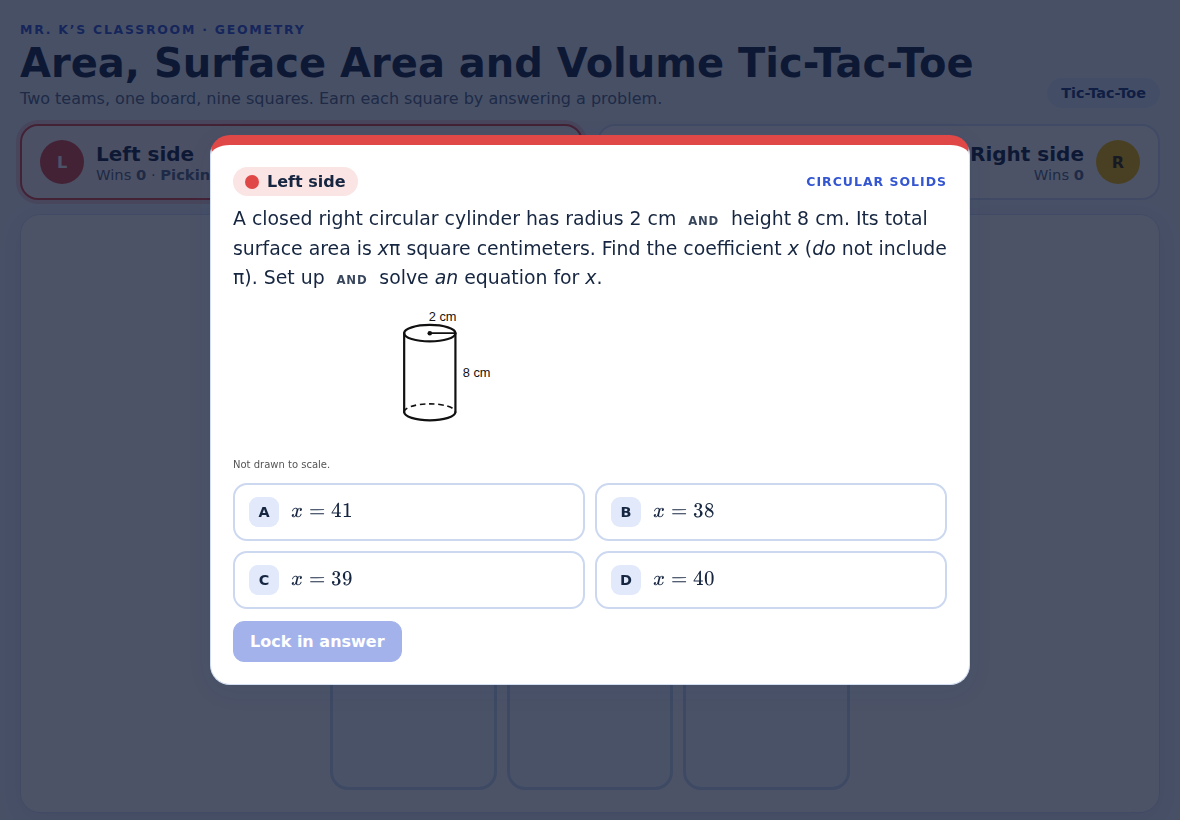 MR. K'S CLASSROOM · GEOMETRY
Area, Surface Area and Volume Tic-Tac-Toe
Two teams, one board, nine squares. Earn each square by answering a problem.
Tic-Tac-Toe
L
Left side
Wins 0 · Pickin
Right side
Wins 0
R
Left side
CIRCULAR SOLIDS
A closed right circular cylinder has radius 2 cm AND height 8 cm. Its total
surface area is xπ square centimeters. Find the coefficient x (do not include
π). Set up AND solve an equation for x.
2 cm
8 cm
Not drawn to scale.
A x = 41
B x = 38
C x = 39
D x = 40
Lock in answer